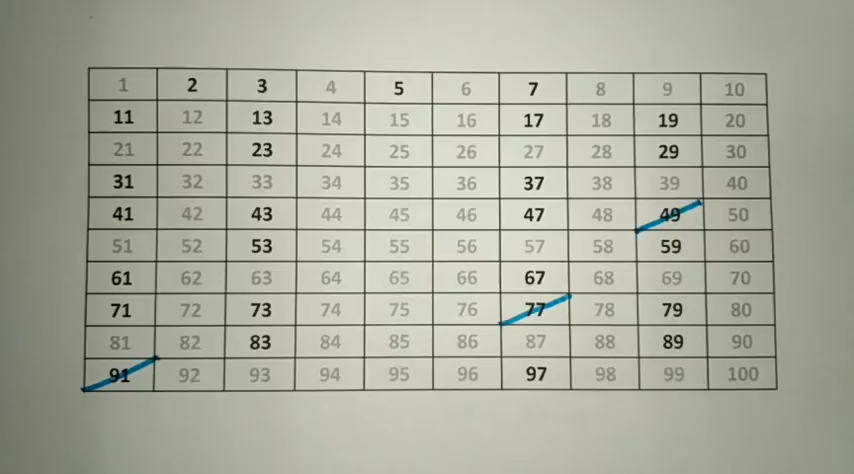 1 2 3 4 5 6 7 8 9 10
11 12 13 14 15 16 17 18 19 20
21 22 23 24 25 26 27 28 29 30
31 32 33 34 35 36 37 38 39 40
41 42 43 44 45 46 47 48 49 50
51 52 53 54 55 56 57 58 59 60
61 62 63 64 65 66 67 68 69 70
71 72 73 74 75 76 77 78 79 80
81 82 83 84 85 86 87 88 89 90
91 92 93 94 95 96 97 98 99 100